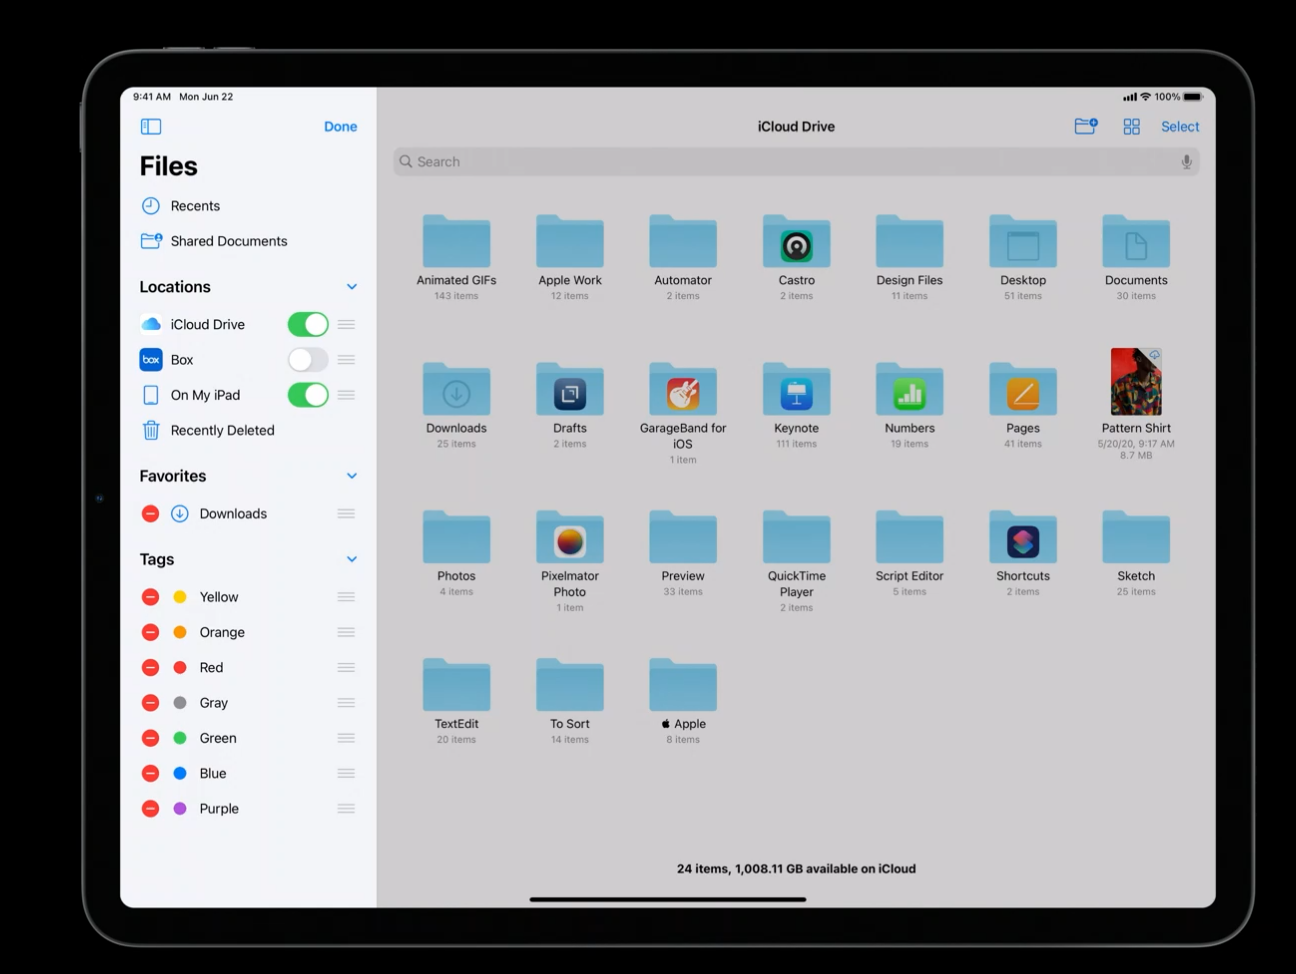 9:41 AM Mon Jun 22
100%
Done
iCloud Drive
Select
Files
Search
Recents
Shared Documents
Locations
iCloud Drive
box
Box
On My iPad
Recently Deleted
Favorites
Downloads
Tags
Yellow
Orange
Red
Gray
Green
Blue
Purple
Animated GIFs
143 items
Apple Work
12 items
Automator
2 items
Castro
2 items
Design Files
11 items
Desktop
51 items
Documents
30 items
Downloads
25 items
Drafts
2 items
GarageBand for
iOS
1 item
Keynote
111 items
Numbers
19 items
Pages
41 items
Pattern Shirt
5/20/20, 9:17 AM
8.7 MB
Photos
4 items
Pixelmator
Photo
1 item
Preview
33 items
QuickTime
Player
2 items
Script Editor
5 items
Shortcuts
2 items
Sketch
25 items
TextEdit
20 items
To Sort
14 items
Apple
8 items
24 items, 1,008.11 GB available on iCloud